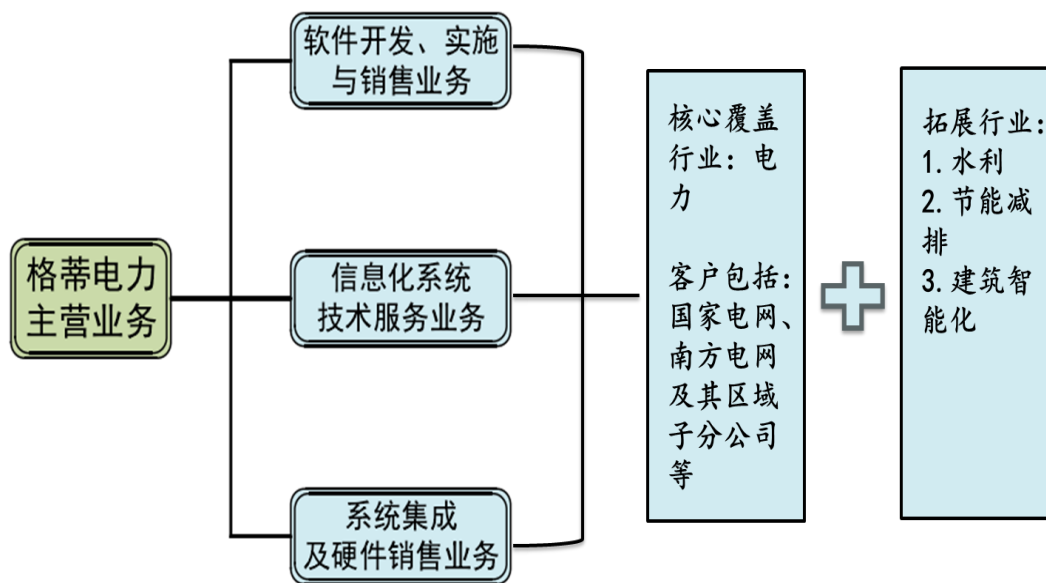 格蒂电力
主营业务
软件开发、实施
与销售业务
信息化系统
技术服务业务
系统集成
及硬件销售业务
核心覆盖
行业：电
力
客户包括：
国家电网、
南方电网
及其区域
子分公司
等
拓展行业：
1.水利
2.节能减
排
3.建筑智
能化